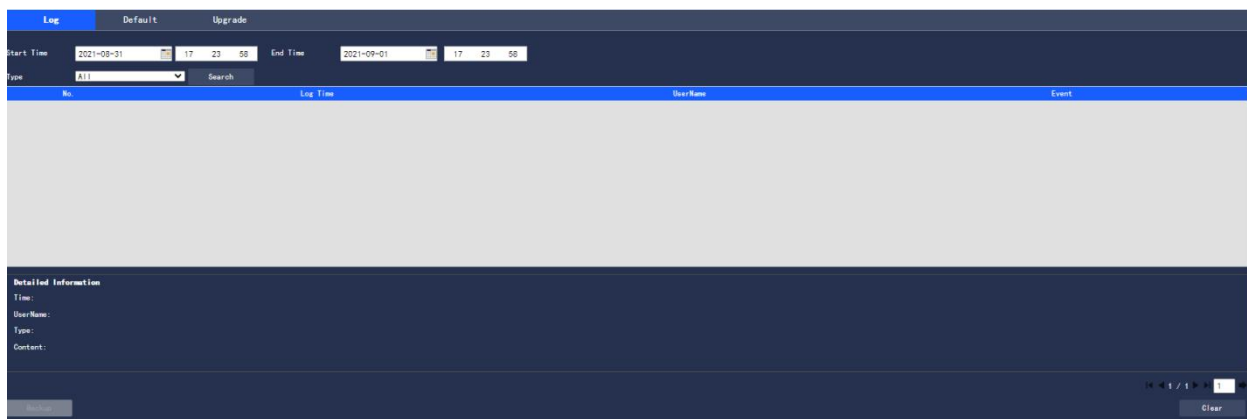 Log Default Upgrade
Start Time 2021-08-31 17 23 58 End Time 2021-09-01 17 23 58
Type All Search
No. Log Time UserName Event
Detailed Information
Time:
UserName:
Type:
Content:
1 / 1 1
Backup Clear